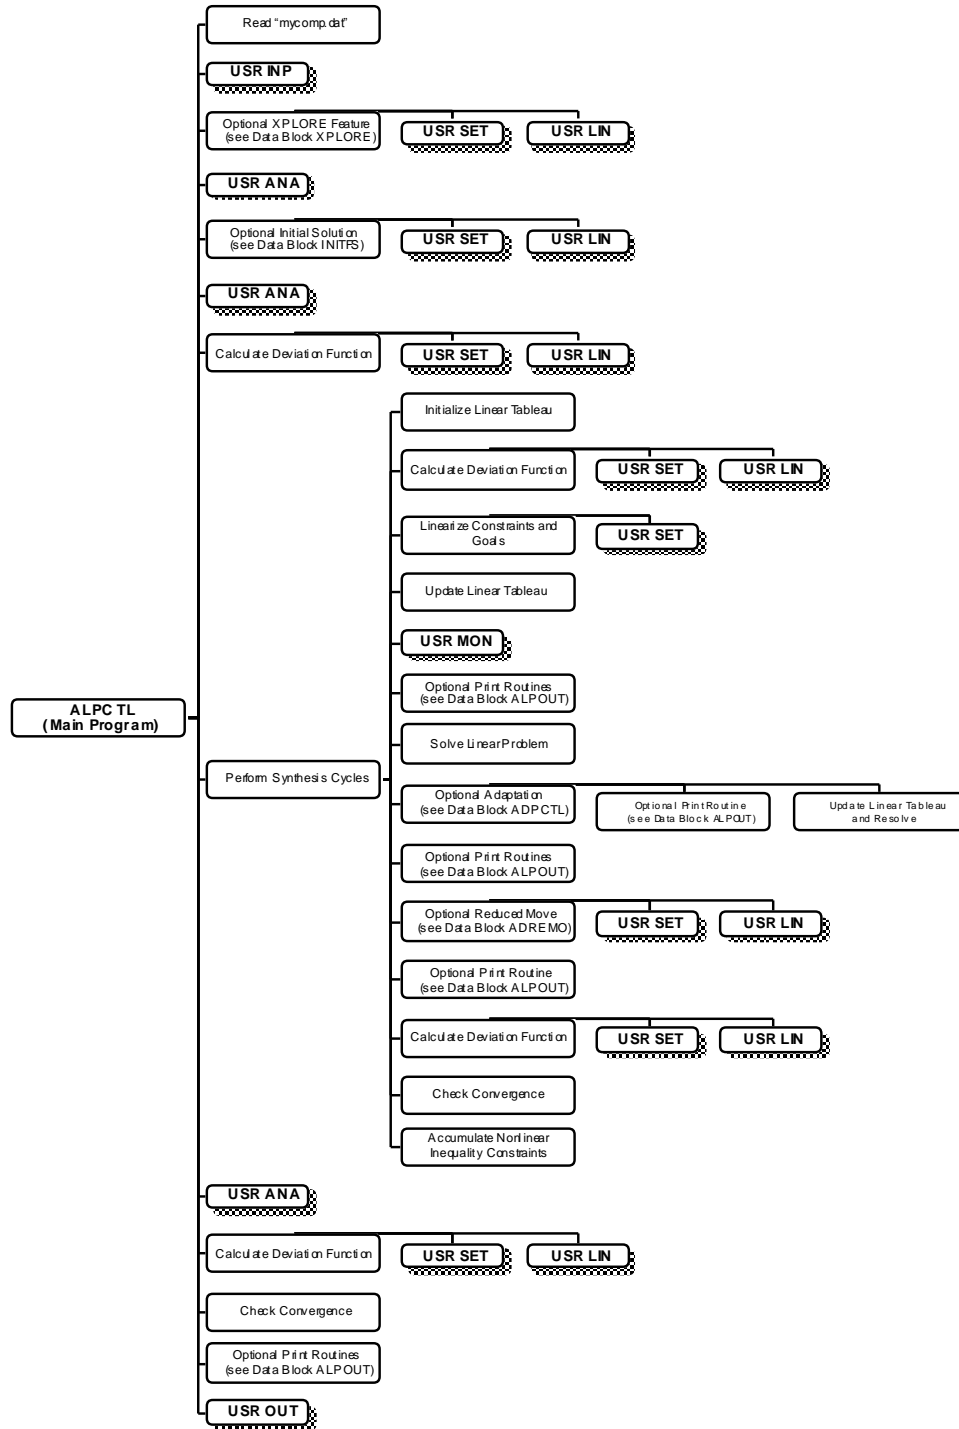 Read "mycomp.dat"
USR INP
Optional XPLORE Feature
(see Data Block XPLORE)
USR SET
USR LIN
USR ANA
Optional Initial Solution
(see Data Block INITFS)
USR SET
USR LIN
USR ANA
Calculate Deviation Function
USR SET
USR LIN
Initialize Linear Tableau
Calculate Deviation Function
USR SET
USR LIN
Linearize Constraints and
Goals
USR SET
Update Linear Tableau
USR MON
Optional Print Routines
(see Data Block ALPOUT)
ALPCTL
(Main Program)
Solve Linear Problem
Perform Synthesis Cycles
Optional Adaptation
(see Data Block ADPCTL)
Optional Print Routine
(see Data Block ALPOUT)
Update Linear Tableau
and Resolve
Optional Print Routines
(see Data Block ALPOUT)
Optional Reduced Move
(see Data Block ADREMO)
USR SET
USR LIN
Optional Print Routine
(see Data Block ALPOUT)
Calculate Deviation Function
USR SET
USR LIN
Check Convergence
Accumulate Nonlinear
Inequality Constraints
USR ANA
Calculate Deviation Function
USR SET
USR LIN
Check Convergence
Optional Print Routines
(see Data Block ALPOUT)
USR OUT